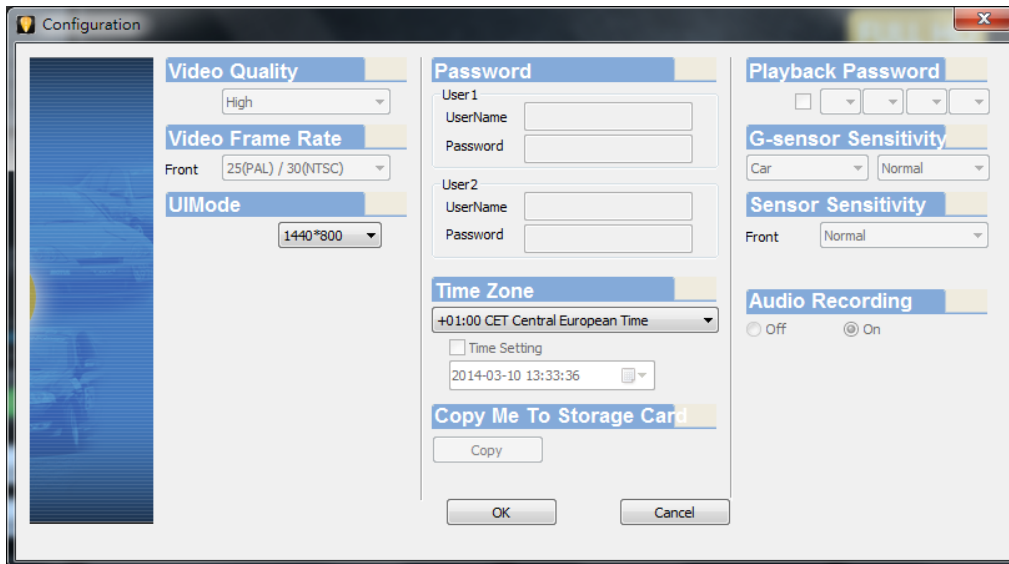 Configuration
Video Quality
High
Video Frame Rate
Front 25(PAL) / 30(NTSC)
UIMode
1440*800
Password
User1
UserName
Password
User2
UserName
Password
Time Zone
+01:00 CET Central European Time
Time Setting
2014-03-10 13:33:36
Copy Me To Storage Card
Copy
OK Cancel
Playback Password
G-sensor Sensitivity
Car Normal
Sensor Sensitivity
Front Normal
Audio Recording
Off On